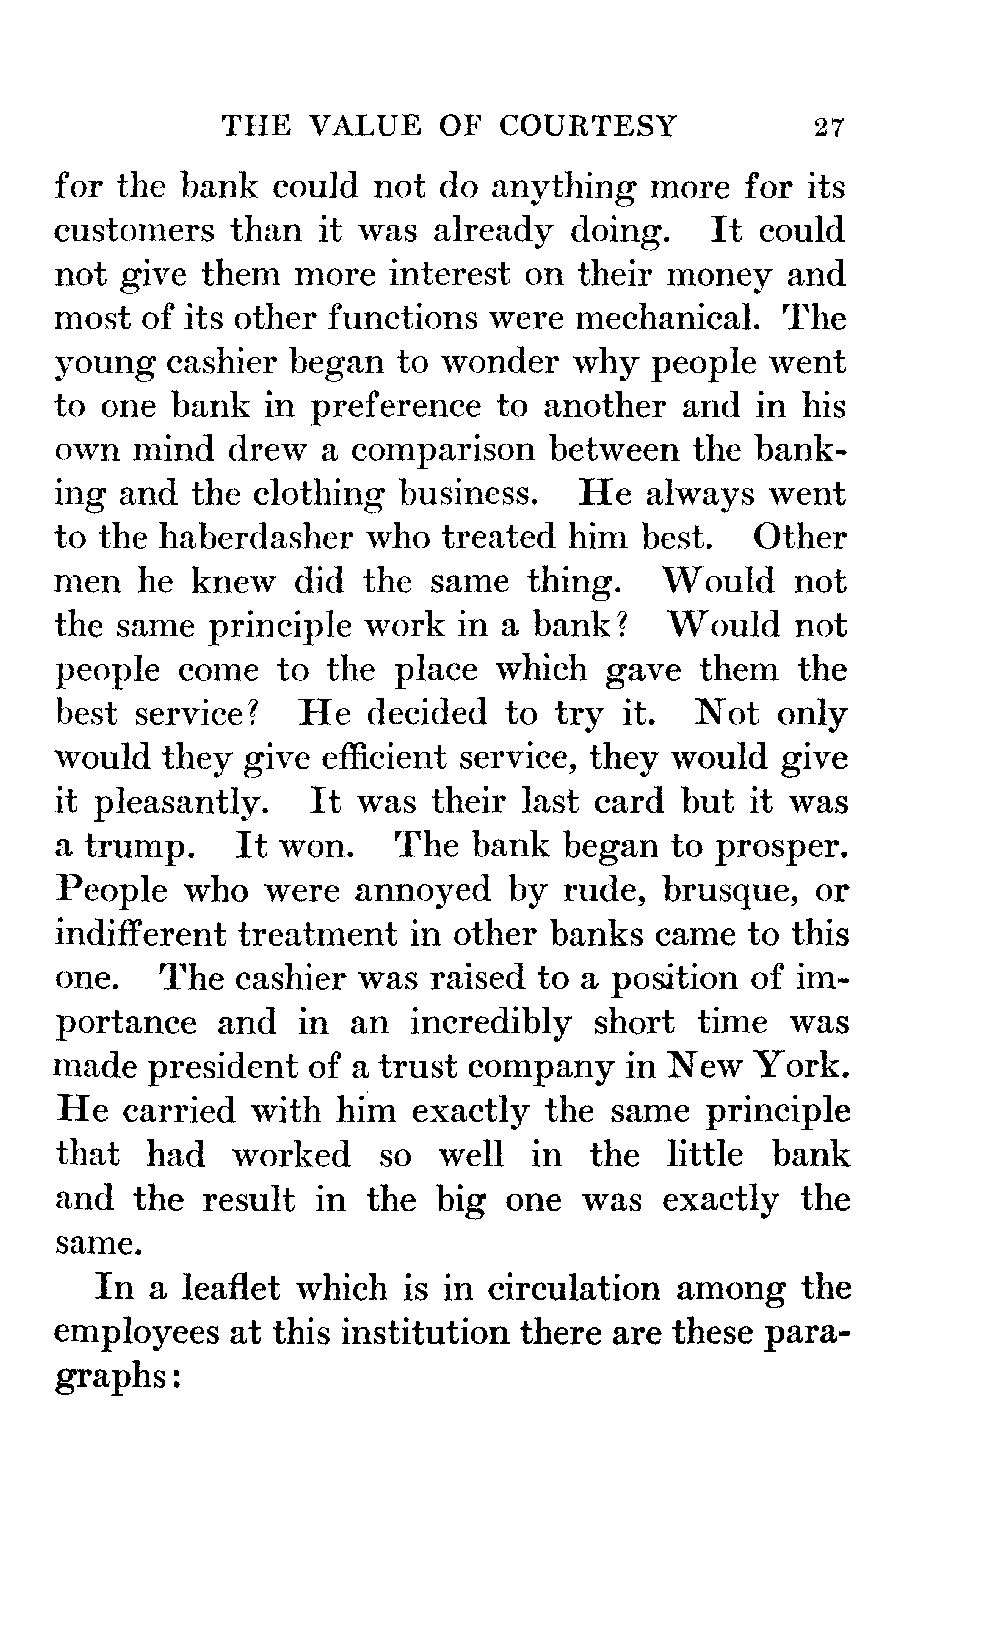 THE VALUE OF COURTESY 27
for the bank could not do anything more for its
customers than it was already doing. It could
not give them more interest on their money and
most of its other functions were mechanical. The
young cashier began to wonder why people went
to one bank in preference to another and in his
own mind drew a comparison between the bank-
ing and the clothing business. He always went
to the haberdasher who treated him best. Other
men he knew did the same thing. Would not
the same principle work in a bank? Would not
people come to the place which gave them the
best service? He decided to try it. Not only
would they give efficient service, they would give
it pleasantly. It was their last card but it was
a trump. It won. The bank began to prosper.
People who were annoyed by rude, brusque, or
indifferent treatment in other banks came to this
one. The cashier was raised to a position of im-
portance and in an incredibly short time was
made president of a trust company in New York.
He carried with him exactly the same principle
that had worked so well in the little bank
and the result in the big one was exactly the
same.
In a leaflet which is in circulation among the
employees at this institution there are these para-
graphs: